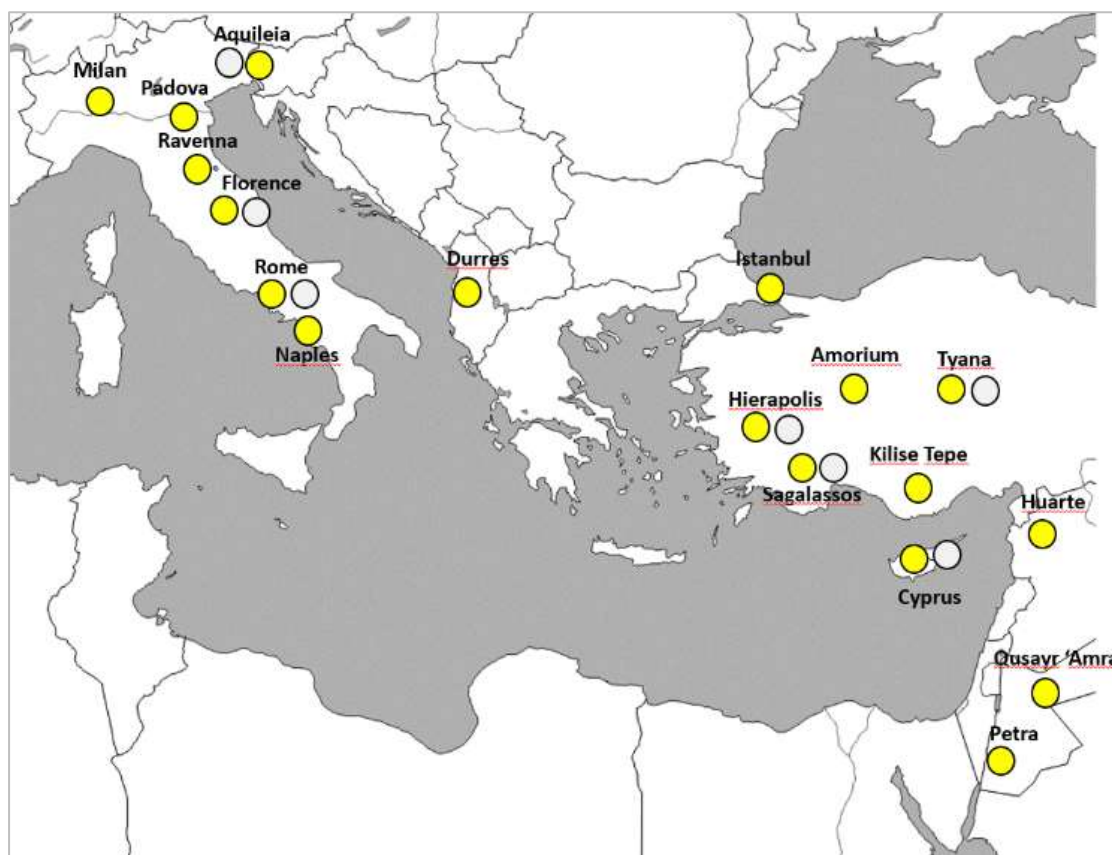 Aquileia
Milan
Padova
Ravenna
Florence
Rome
Naples
Durres
Istanbul
Amorium
Tyana
Hierapolis
Kilise Tepe
Sagalassos
Huarte
Cyprus
Qusayr ‘Amra
Petra